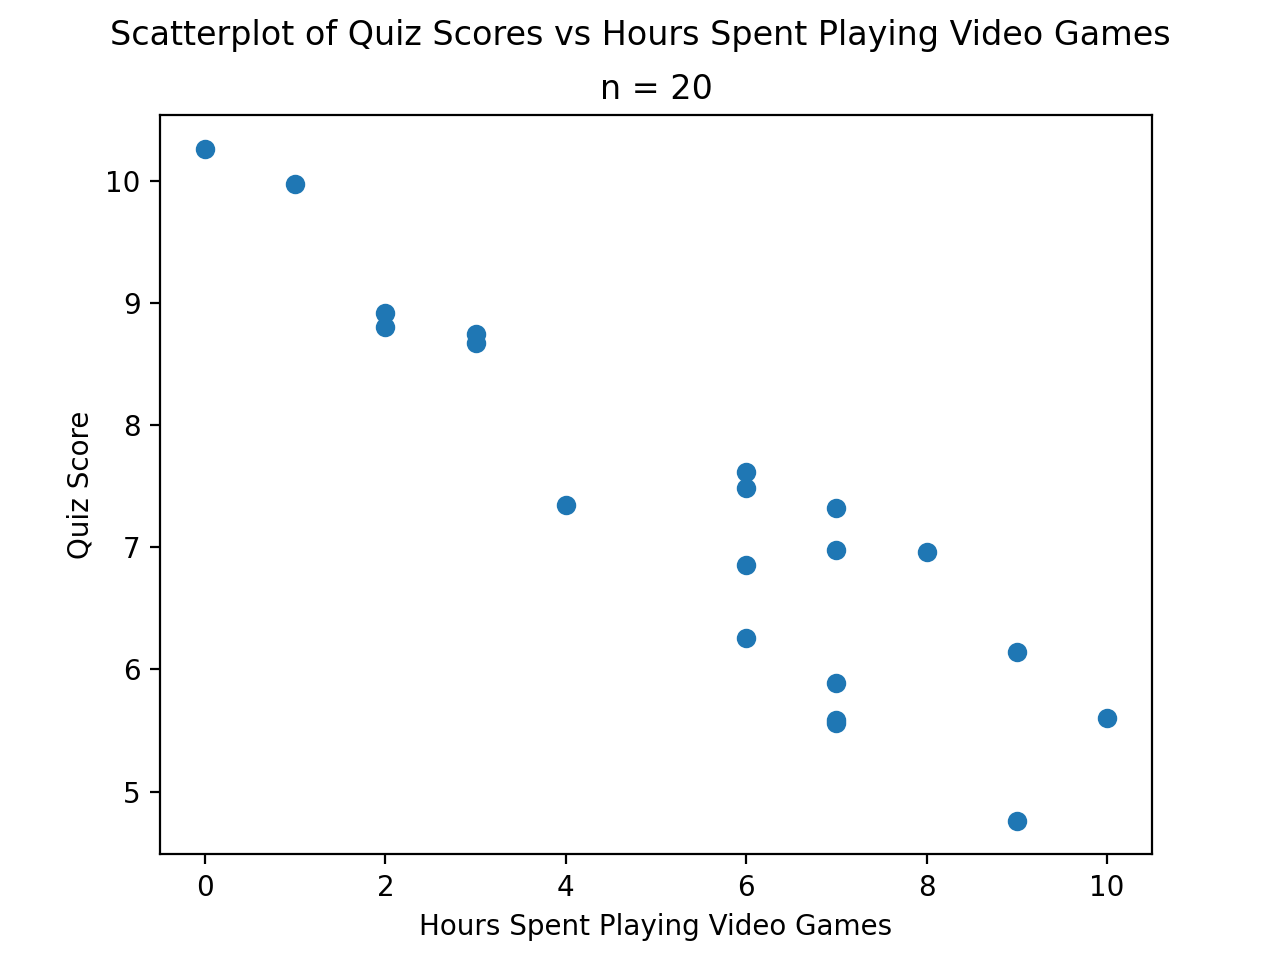 Scatterplot of Quiz Scores vs Hours Spent Playing Video Games
n = 20
10
9
8
7
6
5
Quiz Score
0 2 4 6 8 10
Hours Spent Playing Video Games